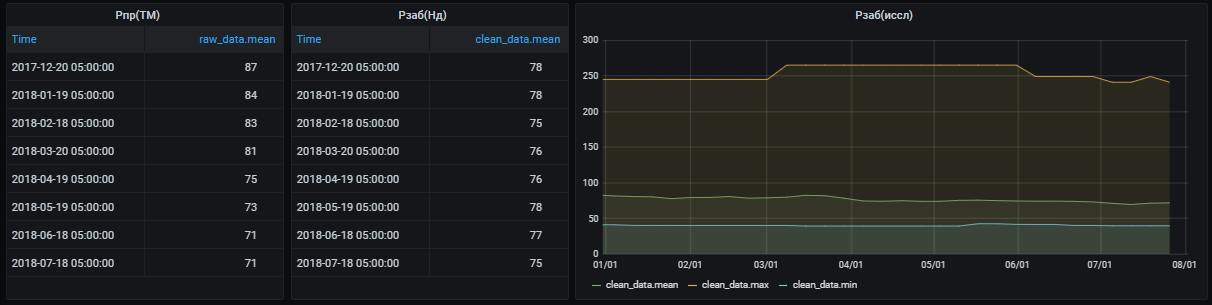 Рпр(ТМ)
Time raw_data.mean
2017-12-20 05:00:00 87
2018-01-19 05:00:00 84
2018-02-18 05:00:00 83
2018-03-20 05:00:00 81
2018-04-19 05:00:00 75
2018-05-19 05:00:00 73
2018-06-18 05:00:00 71
2018-07-18 05:00:00 71
Рзаб(Нд)
Time clean_data.mean
2017-12-20 05:00:00 78
2018-01-19 05:00:00 78
2018-02-18 05:00:00 75
2018-03-20 05:00:00 76
2018-04-19 05:00:00 76
2018-05-19 05:00:00 78
2018-06-18 05:00:00 77
2018-07-18 05:00:00 75
Рзаб(иссл)
300
250
200
150
100
50
0
01/01 02/01 03/01 04/01 05/01 06/01 07/01 08/01
clean_data.mean clean_data.max clean_data.min